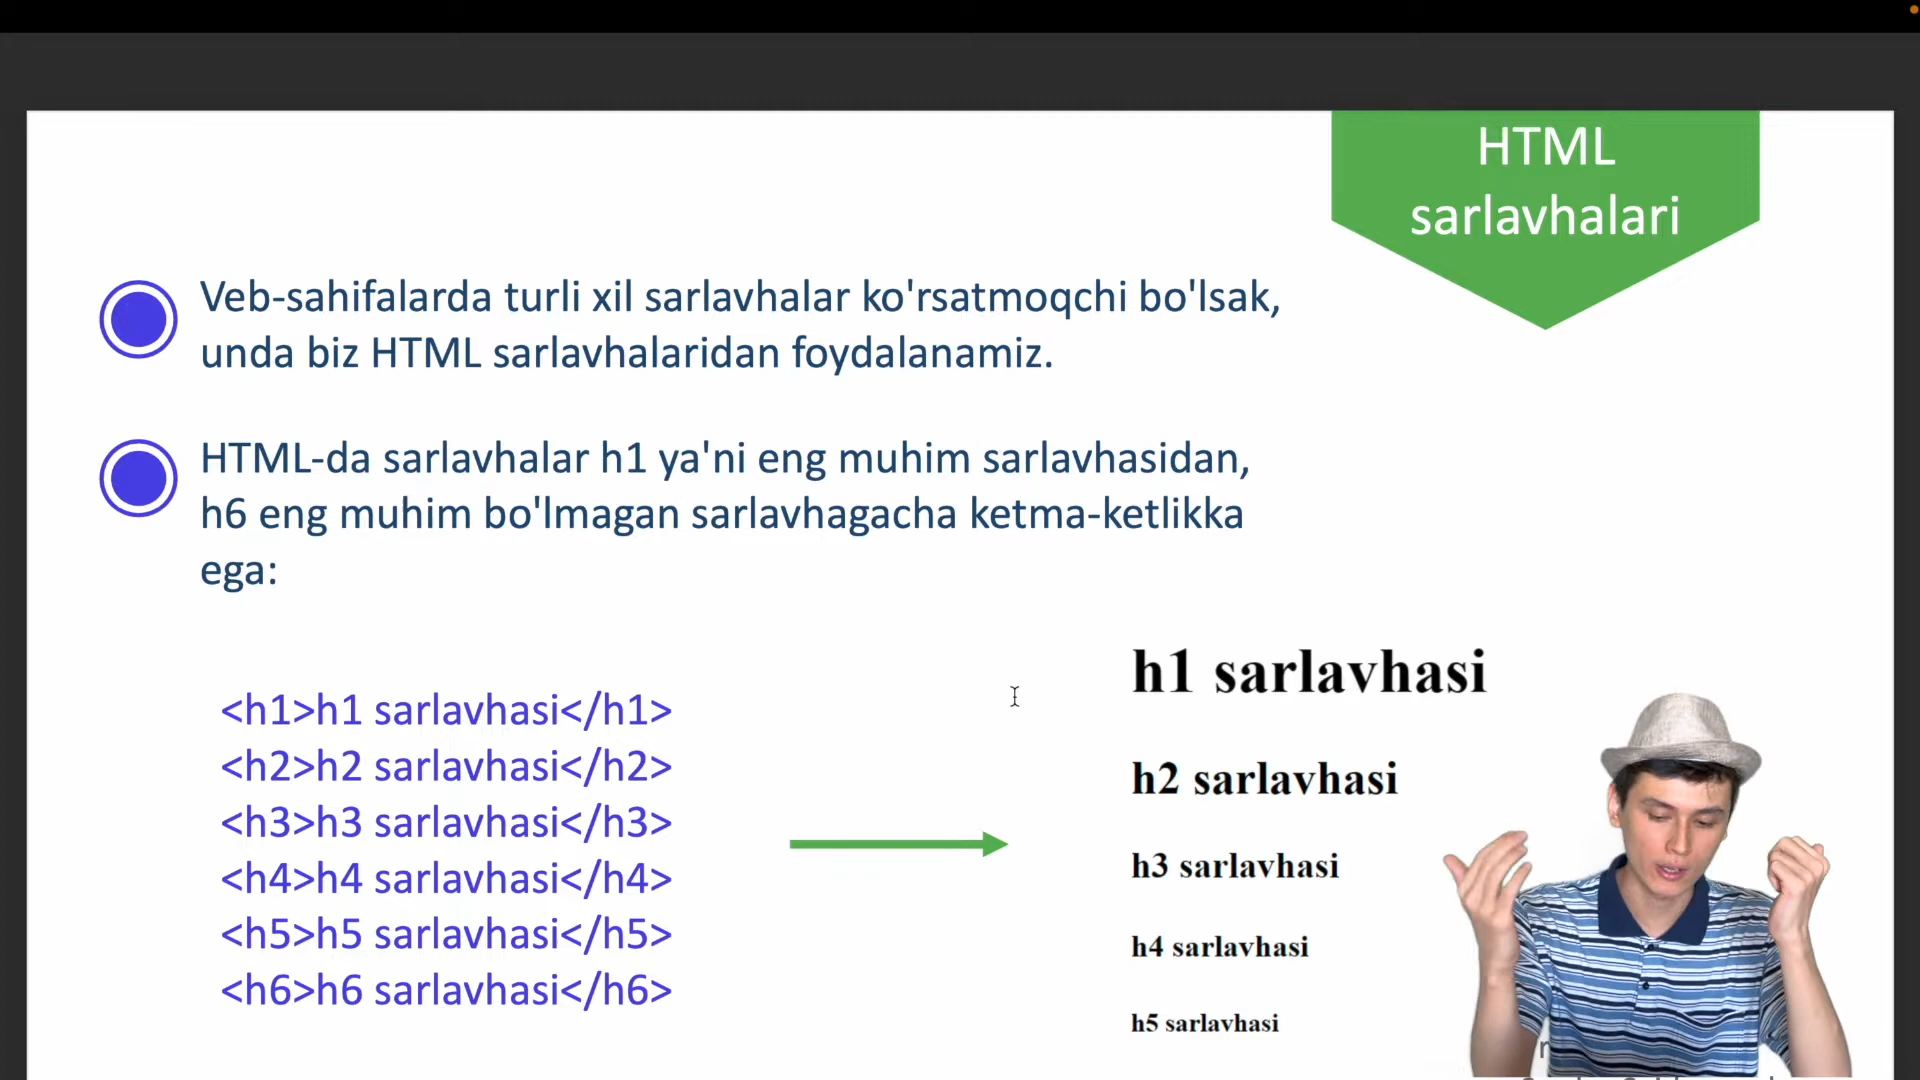 HTML
sarlavhalari
Veb-sahifalarda turli xil sarlavhalar ko'rsatmoqchi bo'lsak,
unda biz HTML sarlavhalaridan foydalanamiz.
HTML-da sarlavhalar h1 ya'ni eng muhim sarlavhasidan,
h6 eng muhim bo'lmagan sarlavhagacha ketma-ketlikka
ega:
<h1>h1 sarlavhasi</h1>
<h2>h2 sarlavhasi</h2>
<h3>h3 sarlavhasi</h3>
<h4>h4 sarlavhasi</h4>
<h5>h5 sarlavhasi</h5>
<h6>h6 sarlavhasi</h6>
h1 sarlavhasi
h2 sarlavhasi
h3 sarlavhasi
h4 sarlavhasi
h5 sarlavhasi